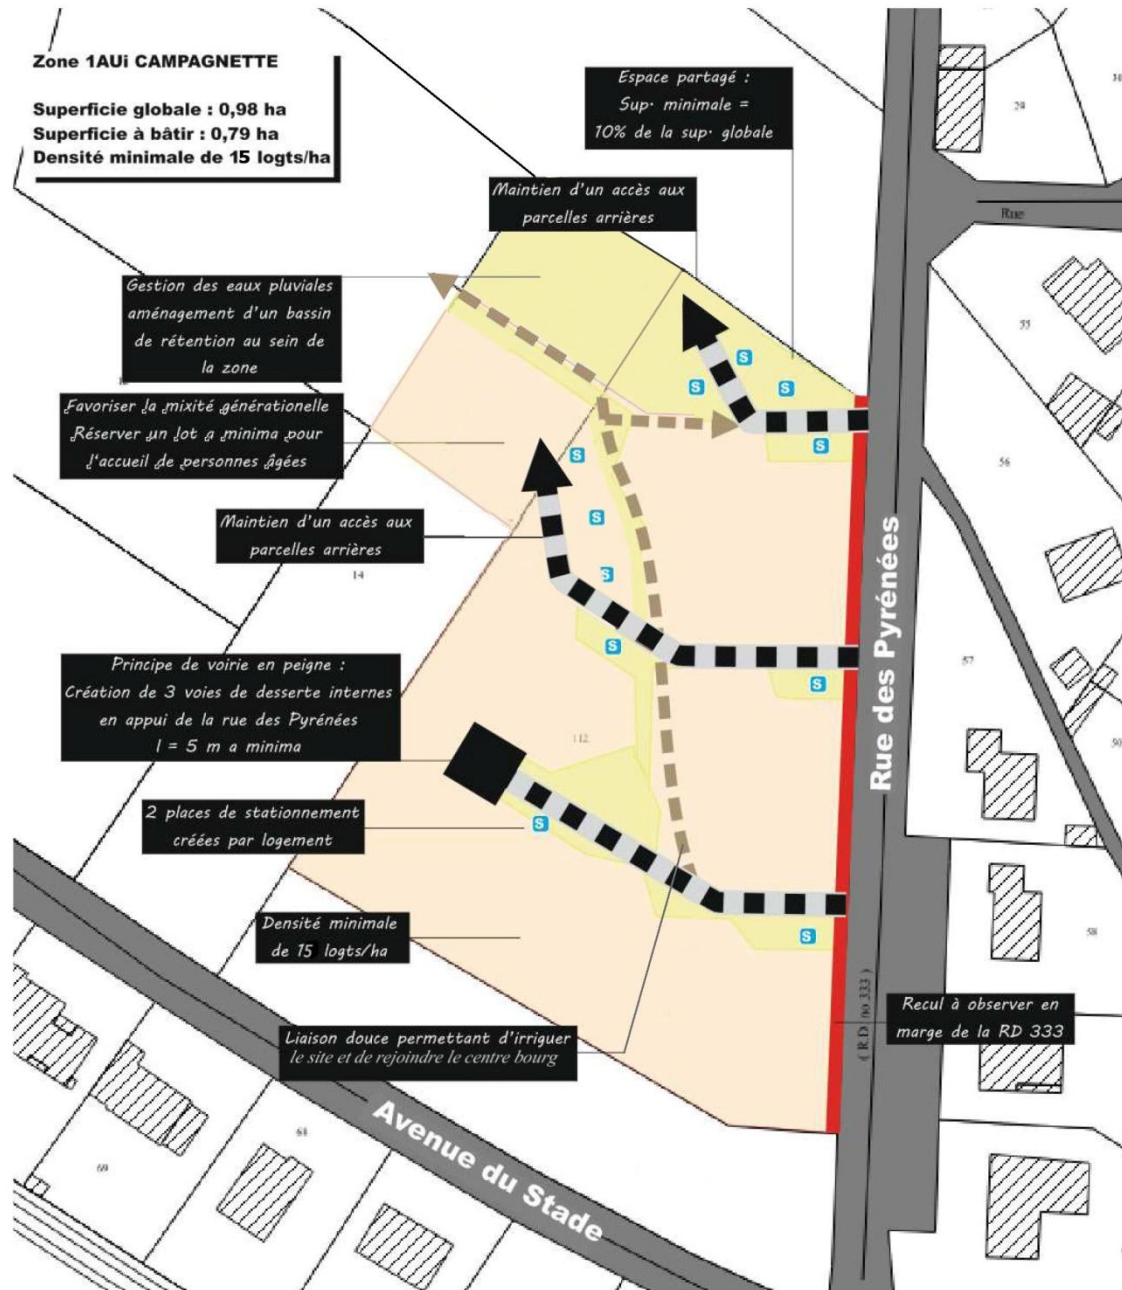 Zone 1AUi CAMPAGNETTE
Superficie globale : 0,98 ha
Superficie à bâtir : 0,79 ha
Densité minimale de 15 logts/ha
Espace partagé :
Sup. minimale =
10% de la sup. globale
Maintien d'un accès aux
parcelles arrières
Gestion des eaux pluviales
aménagement d'un bassin
de rétention au sein de
la zone
Favoriser la mixité générationelle
Réserver un lot a minima pour
l'accueil de personnes âgées
Maintien d'un accès aux
parcelles arrières
14
Principe de voirie en peigne :
Création de 3 voies de desserte internes
en appui de la rue des Pyrénées
l = 5 m a minima
112
2 places de stationnement
créées par logement
Densité minimale
de 15 logts/ha
Liaison douce permettant d'irriguer
le site et de rejoindre le centre bourg
Recul à observer en
marge de la RD 333
Rue des Pyrénées
( R.D. no 333 )
Avenue du Stade
Rue
S
S
S
S
S
S
S
S
S
S
S
29
55
56
57
50
58
68
69